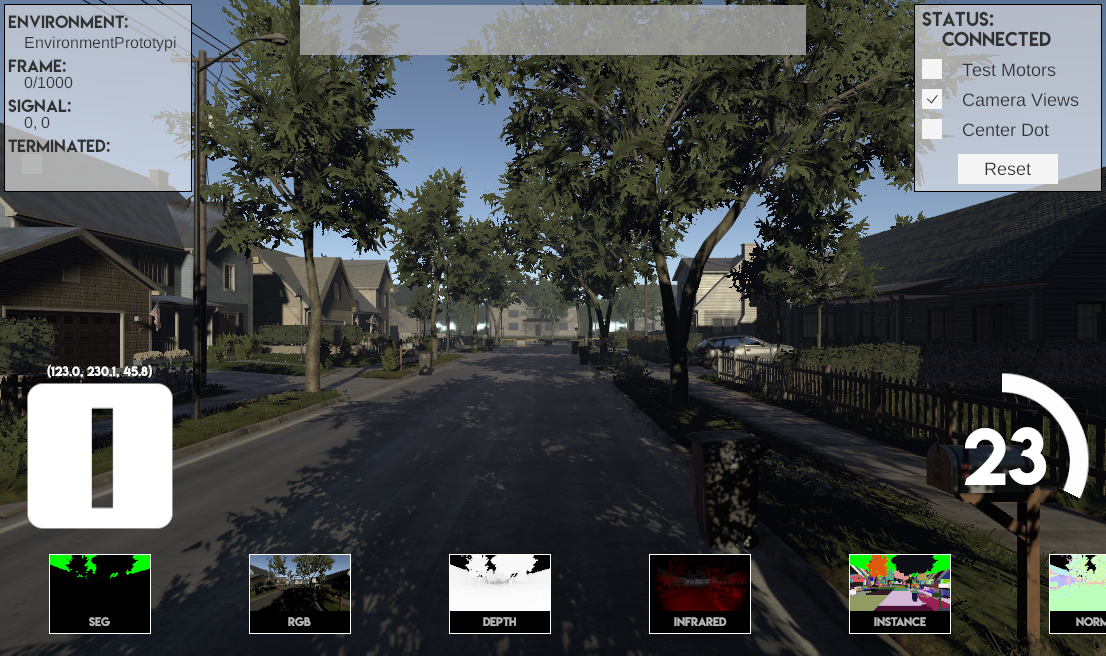 ENVIRONMENT:
EnvironmentPrototypi
FRAME:
0/1000
SIGNAL:
0, 0
TERMINATED:
STATUS:
CONNECTED
Test Motors
Camera Views
Center Dot
Reset
(123.0, 230.1, 45.8)
23
SEG
RGB
DEPTH
INFRARED
INSTANCE
NORM